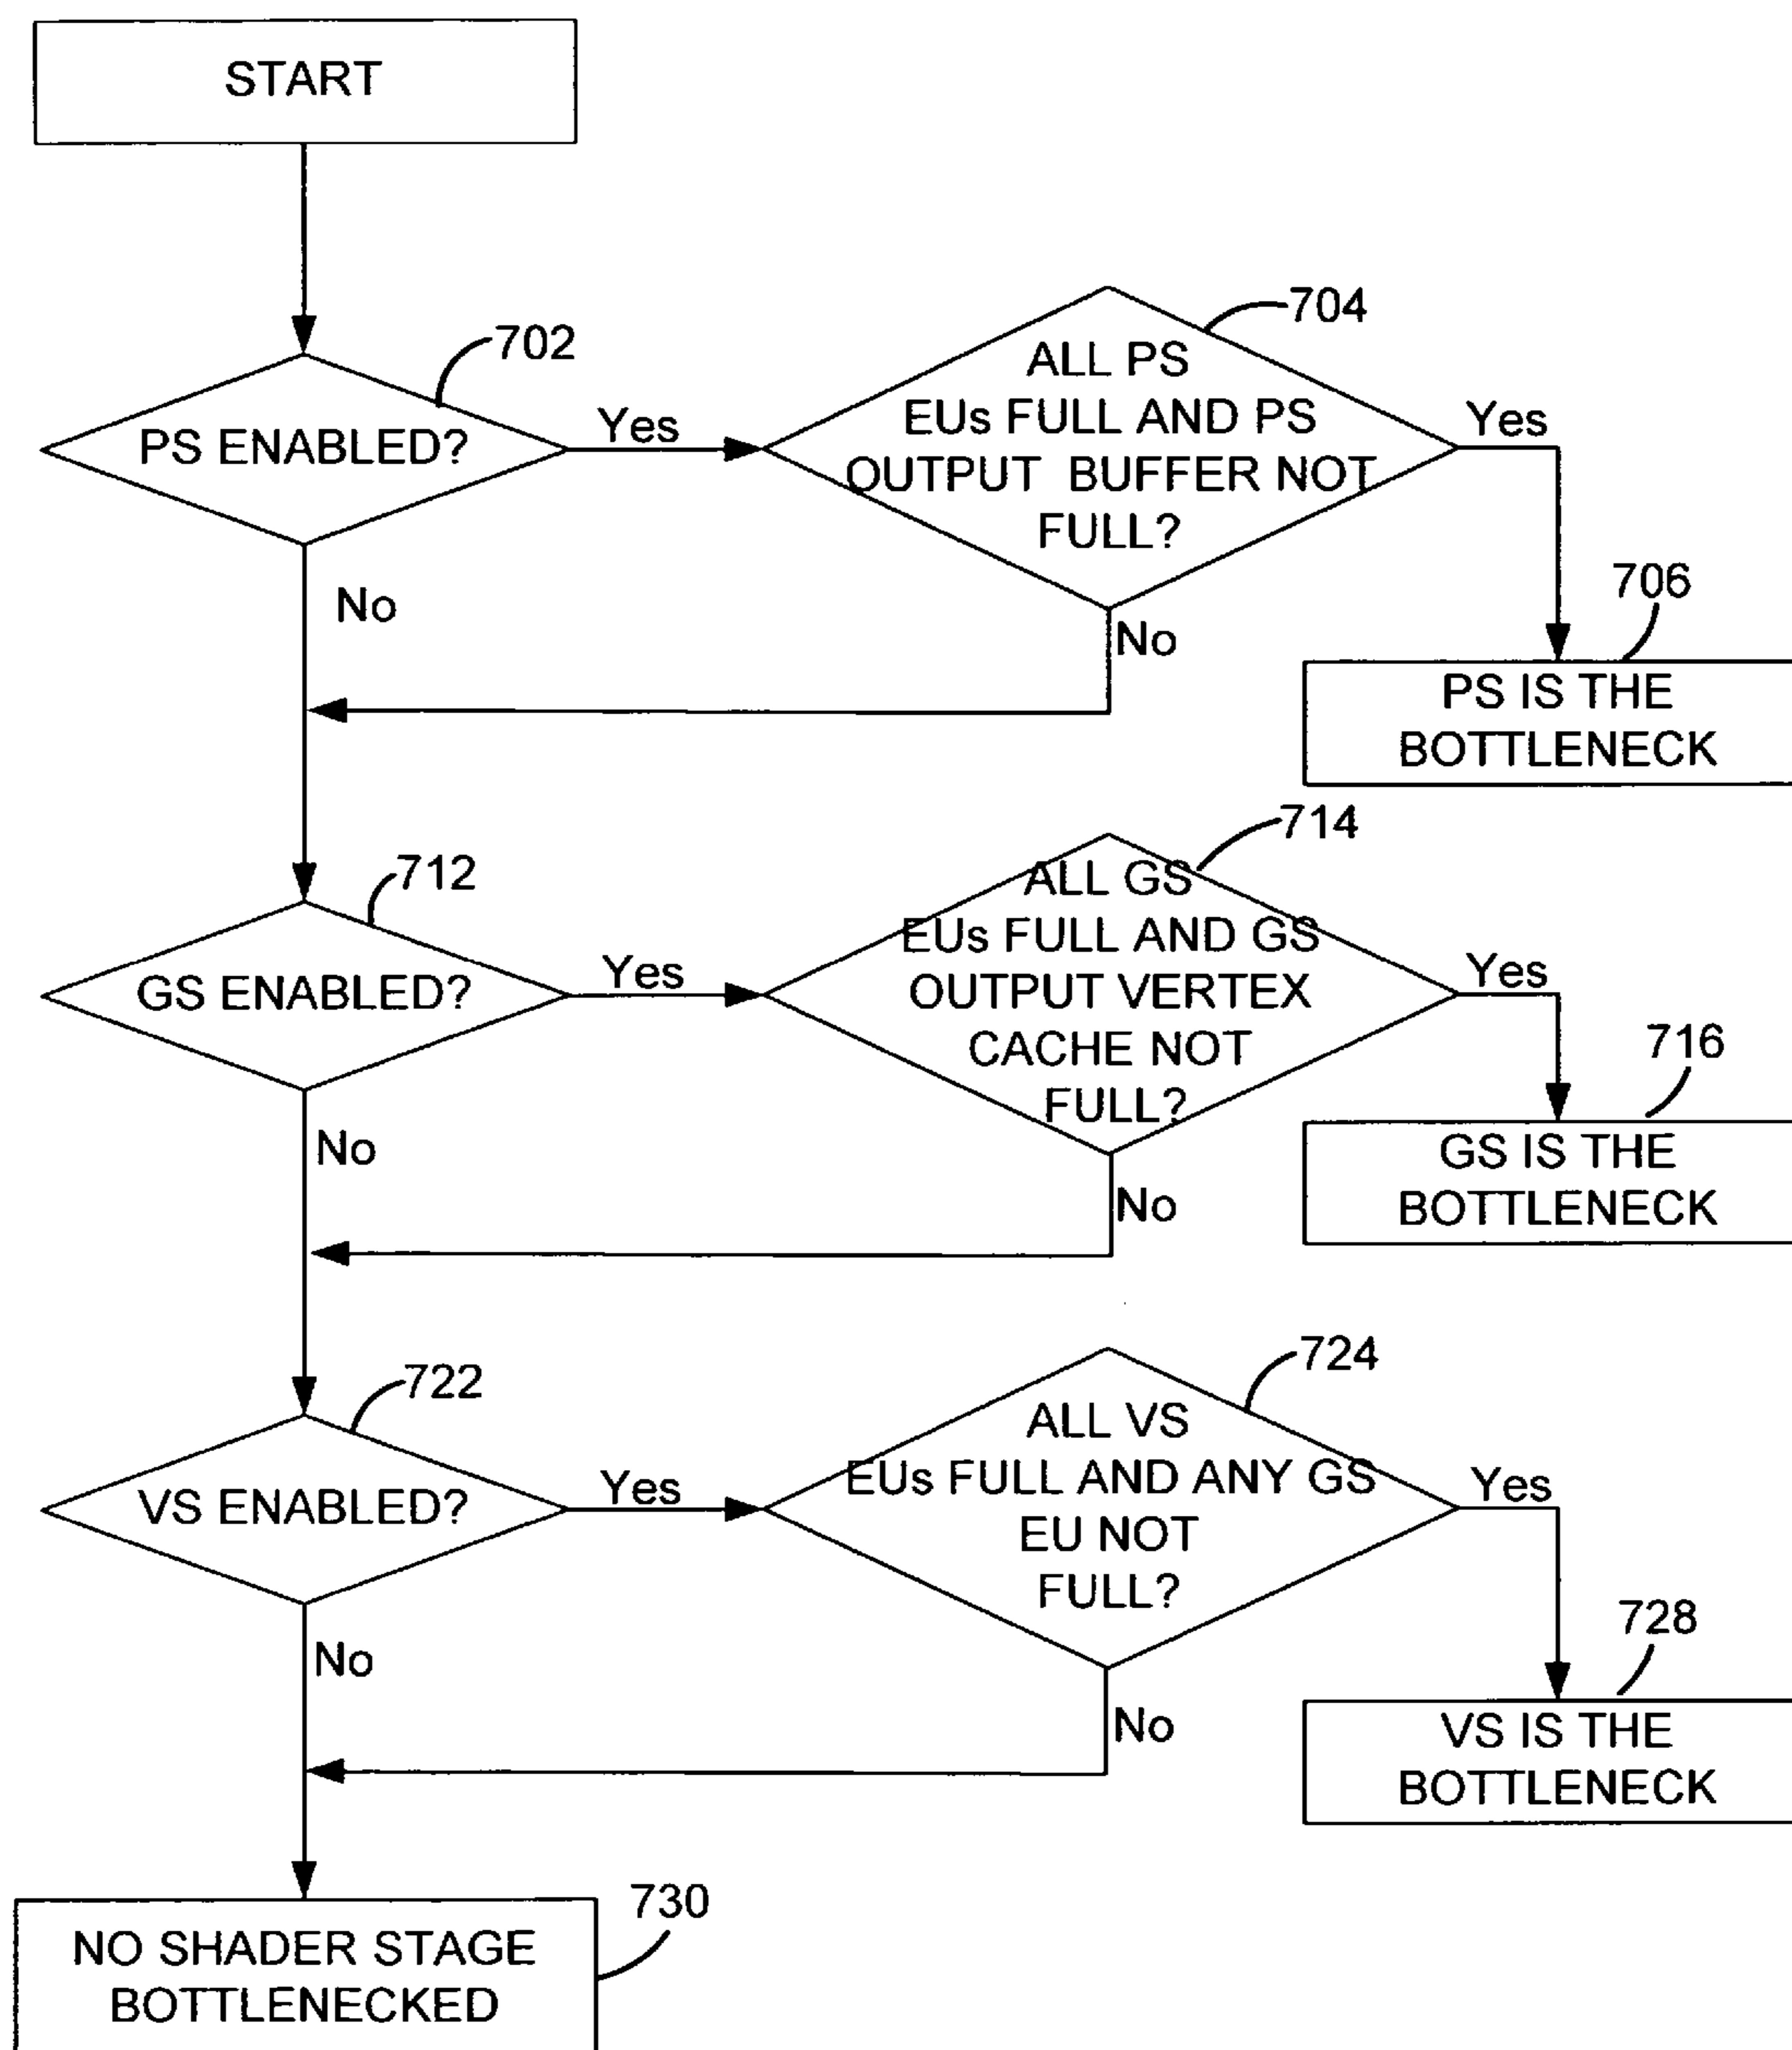 START
702
PS ENABLED?
Yes
No
704
ALL PS
EUs FULL AND PS
OUTPUT BUFFER NOT
FULL?
Yes
No
706
PS IS THE
BOTTLENECK
712
GS ENABLED?
Yes
No
714
ALL GS
EUs FULL AND GS
OUTPUT VERTEX
CACHE NOT
FULL?
Yes
No
716
GS IS THE
BOTTLENECK
722
VS ENABLED?
Yes
No
724
ALL VS
EUs FULL AND ANY GS
EU NOT
FULL?
Yes
No
728
VS IS THE
BOTTLENECK
730
NO SHADER STAGE
BOTTLENECKED